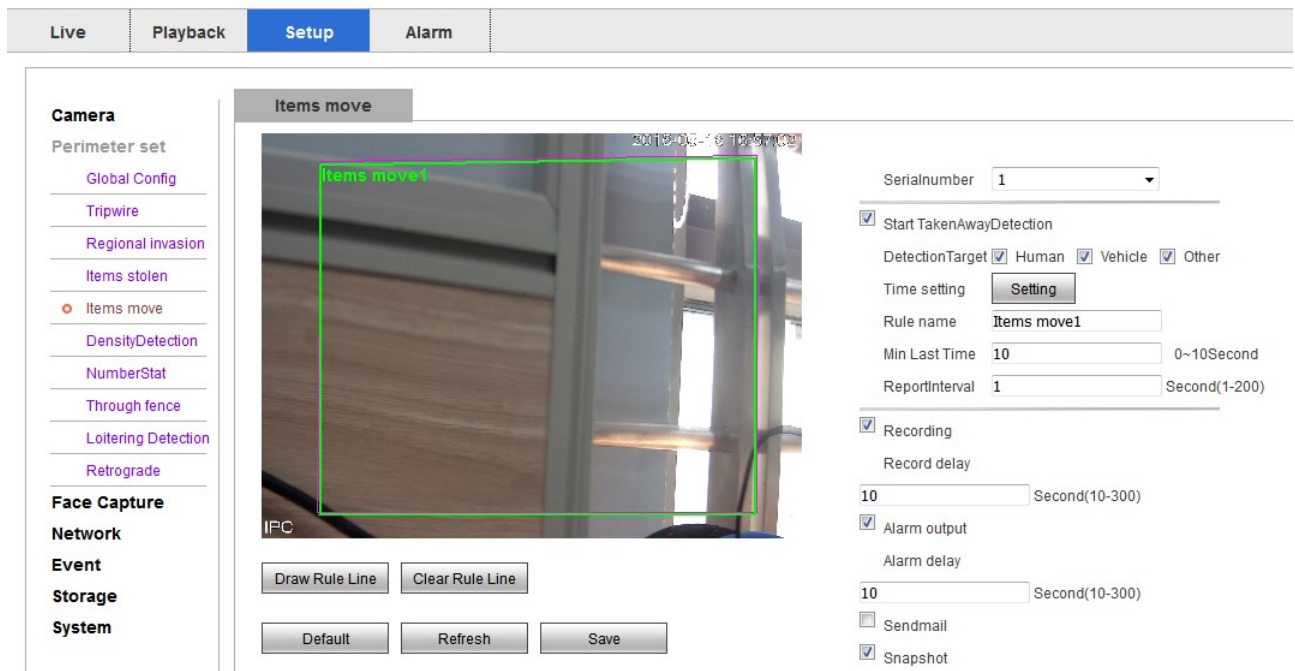 Live Playback Setup Alarm
Camera
Perimeter set
Global Config
Tripwire
Regional invasion
Items stolen
Items move
DensityDetection
NumberStat
Through fence
Loitering Detection
Retrograde
Face Capture
Network
Event
Storage
System
Items move
Items move1
IPC
Draw Rule Line Clear Rule Line
Default Refresh Save
Serialnumber 1
Start TakenAwayDetection
DetectionTarget Human Vehicle Other
Time setting Setting
Rule name Items move1
Min Last Time 10 0~10Second
ReportInterval 1 Second(1-200)
Recording
Record delay
10 Second(10-300)
Alarm output
Alarm delay
10 Second(10-300)
Sendmail
Snapshot